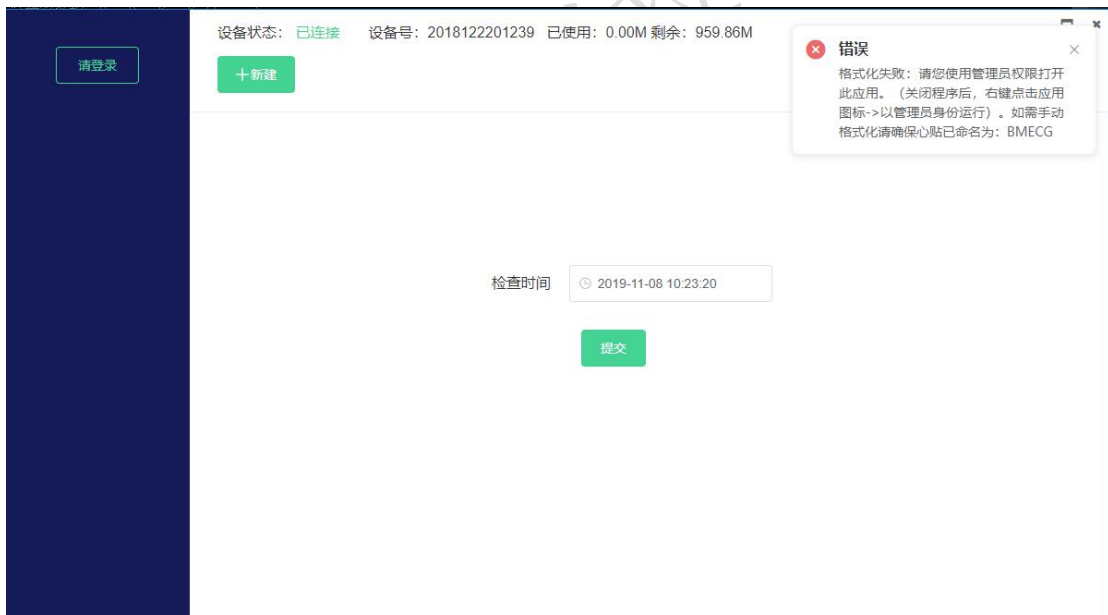 请登录
设备状态： 已连接 设备号：2018122201239 已使用：0.00M 剩余：959.86M
十新建
错误
格式化失败：请您使用管理员权限打开
此应用。（关闭程序后，右键点击应用
图标->以管理员身份运行）。如需手动
格式化请确保心贴已命名为：BMECG
检查时间
2019-11-08 10:23:20
提交